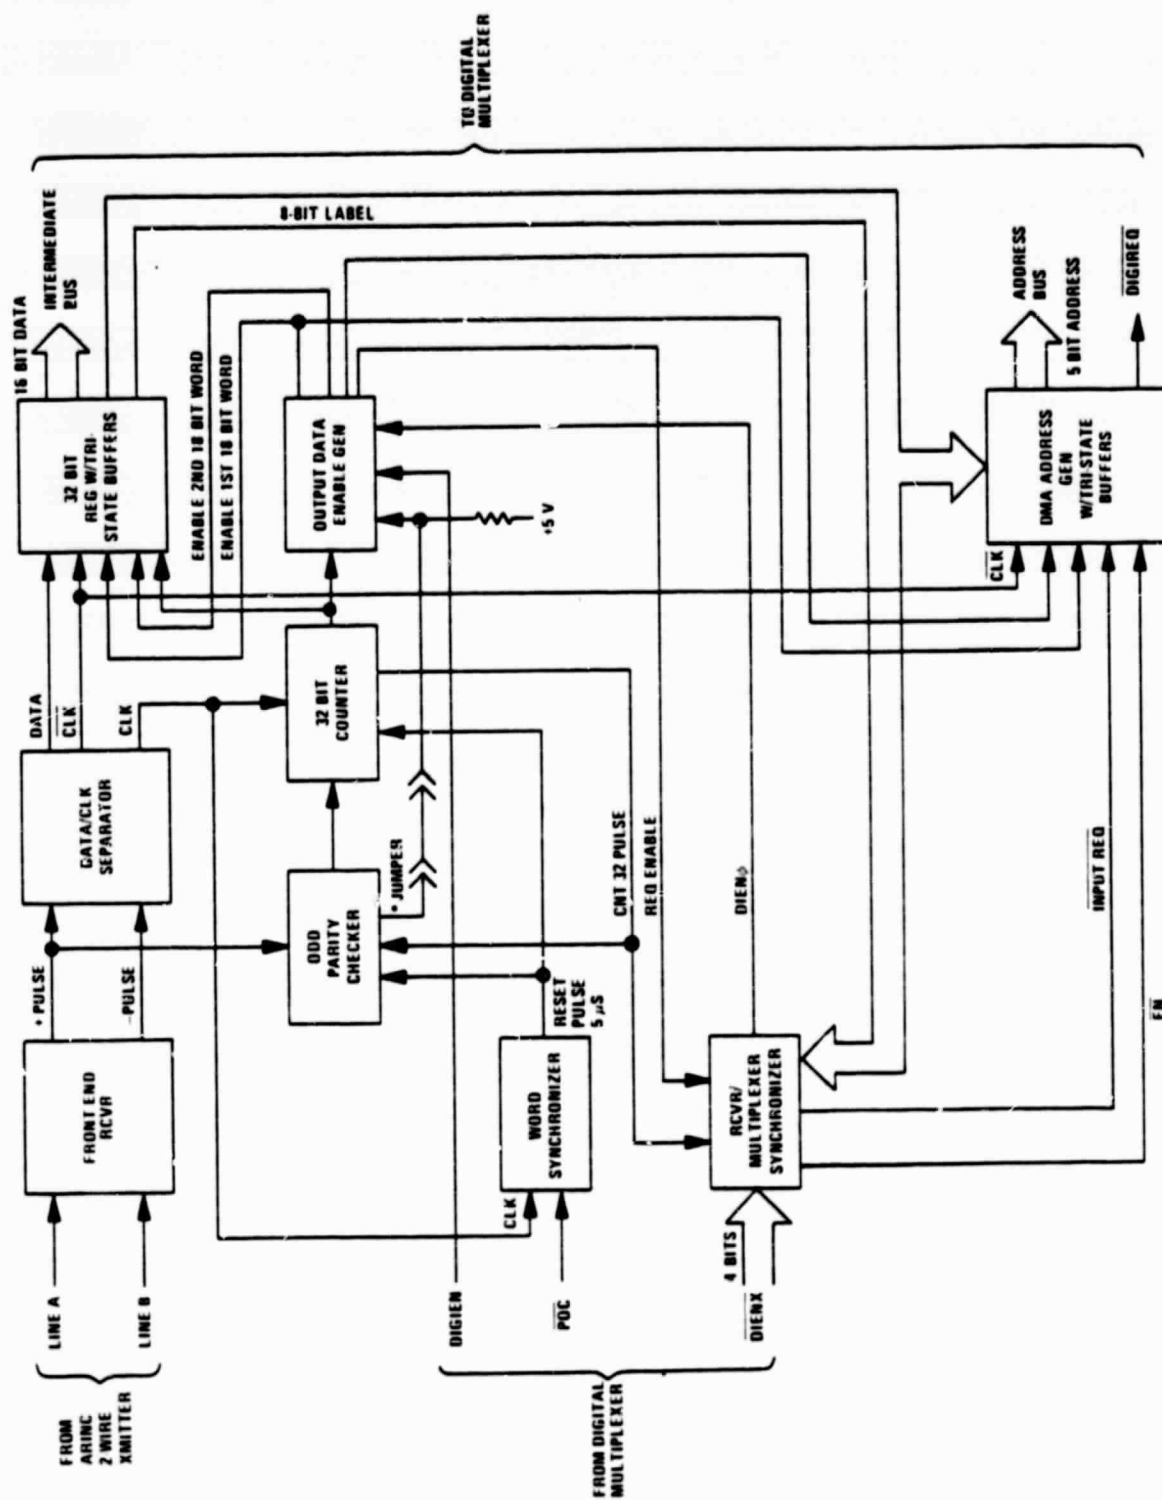 FROM
ARINC
2 WIRE
XMITTER
LINE A
LINE B
FRONT END
RCVR
+ PULSE
–PULSE
DATA/CLK
SEPARATOR
DATA
CLK
CLK
32 BIT
REG W/TRI-
STATE BUFFERS
16 BIT DATA
INTERMEDIATE
BUS
8-BIT LABEL
TO DIGITAL
MULTIPLEXER
ODD
PARITY
CHECKER
* JUMPER
32 BIT
COUNTER
ENABLE 2ND 18 BIT WORD
ENABLE 1ST 18 BIT WORD
OUTPUT DATA
ENABLE GEN
+5 V
FROM DIGITAL
MULTIPLEXER
DIGIEN
POC
CLK
WORD
SYNCHRONIZER
RESET
PULSE
5 µS
CNT 32 PULSE
REQ ENABLE
DIENX
4 BITS
RCVR/
MULTIPLEXER
SYNCHRONIZER
DIENϕ
INPUT REQ
EN
CLK
DMA ADDRESS
GEN
W/TRI-STATE
BUFFERS
ADDRESS
BUS
5 BIT ADDRESS
DIGIREQ